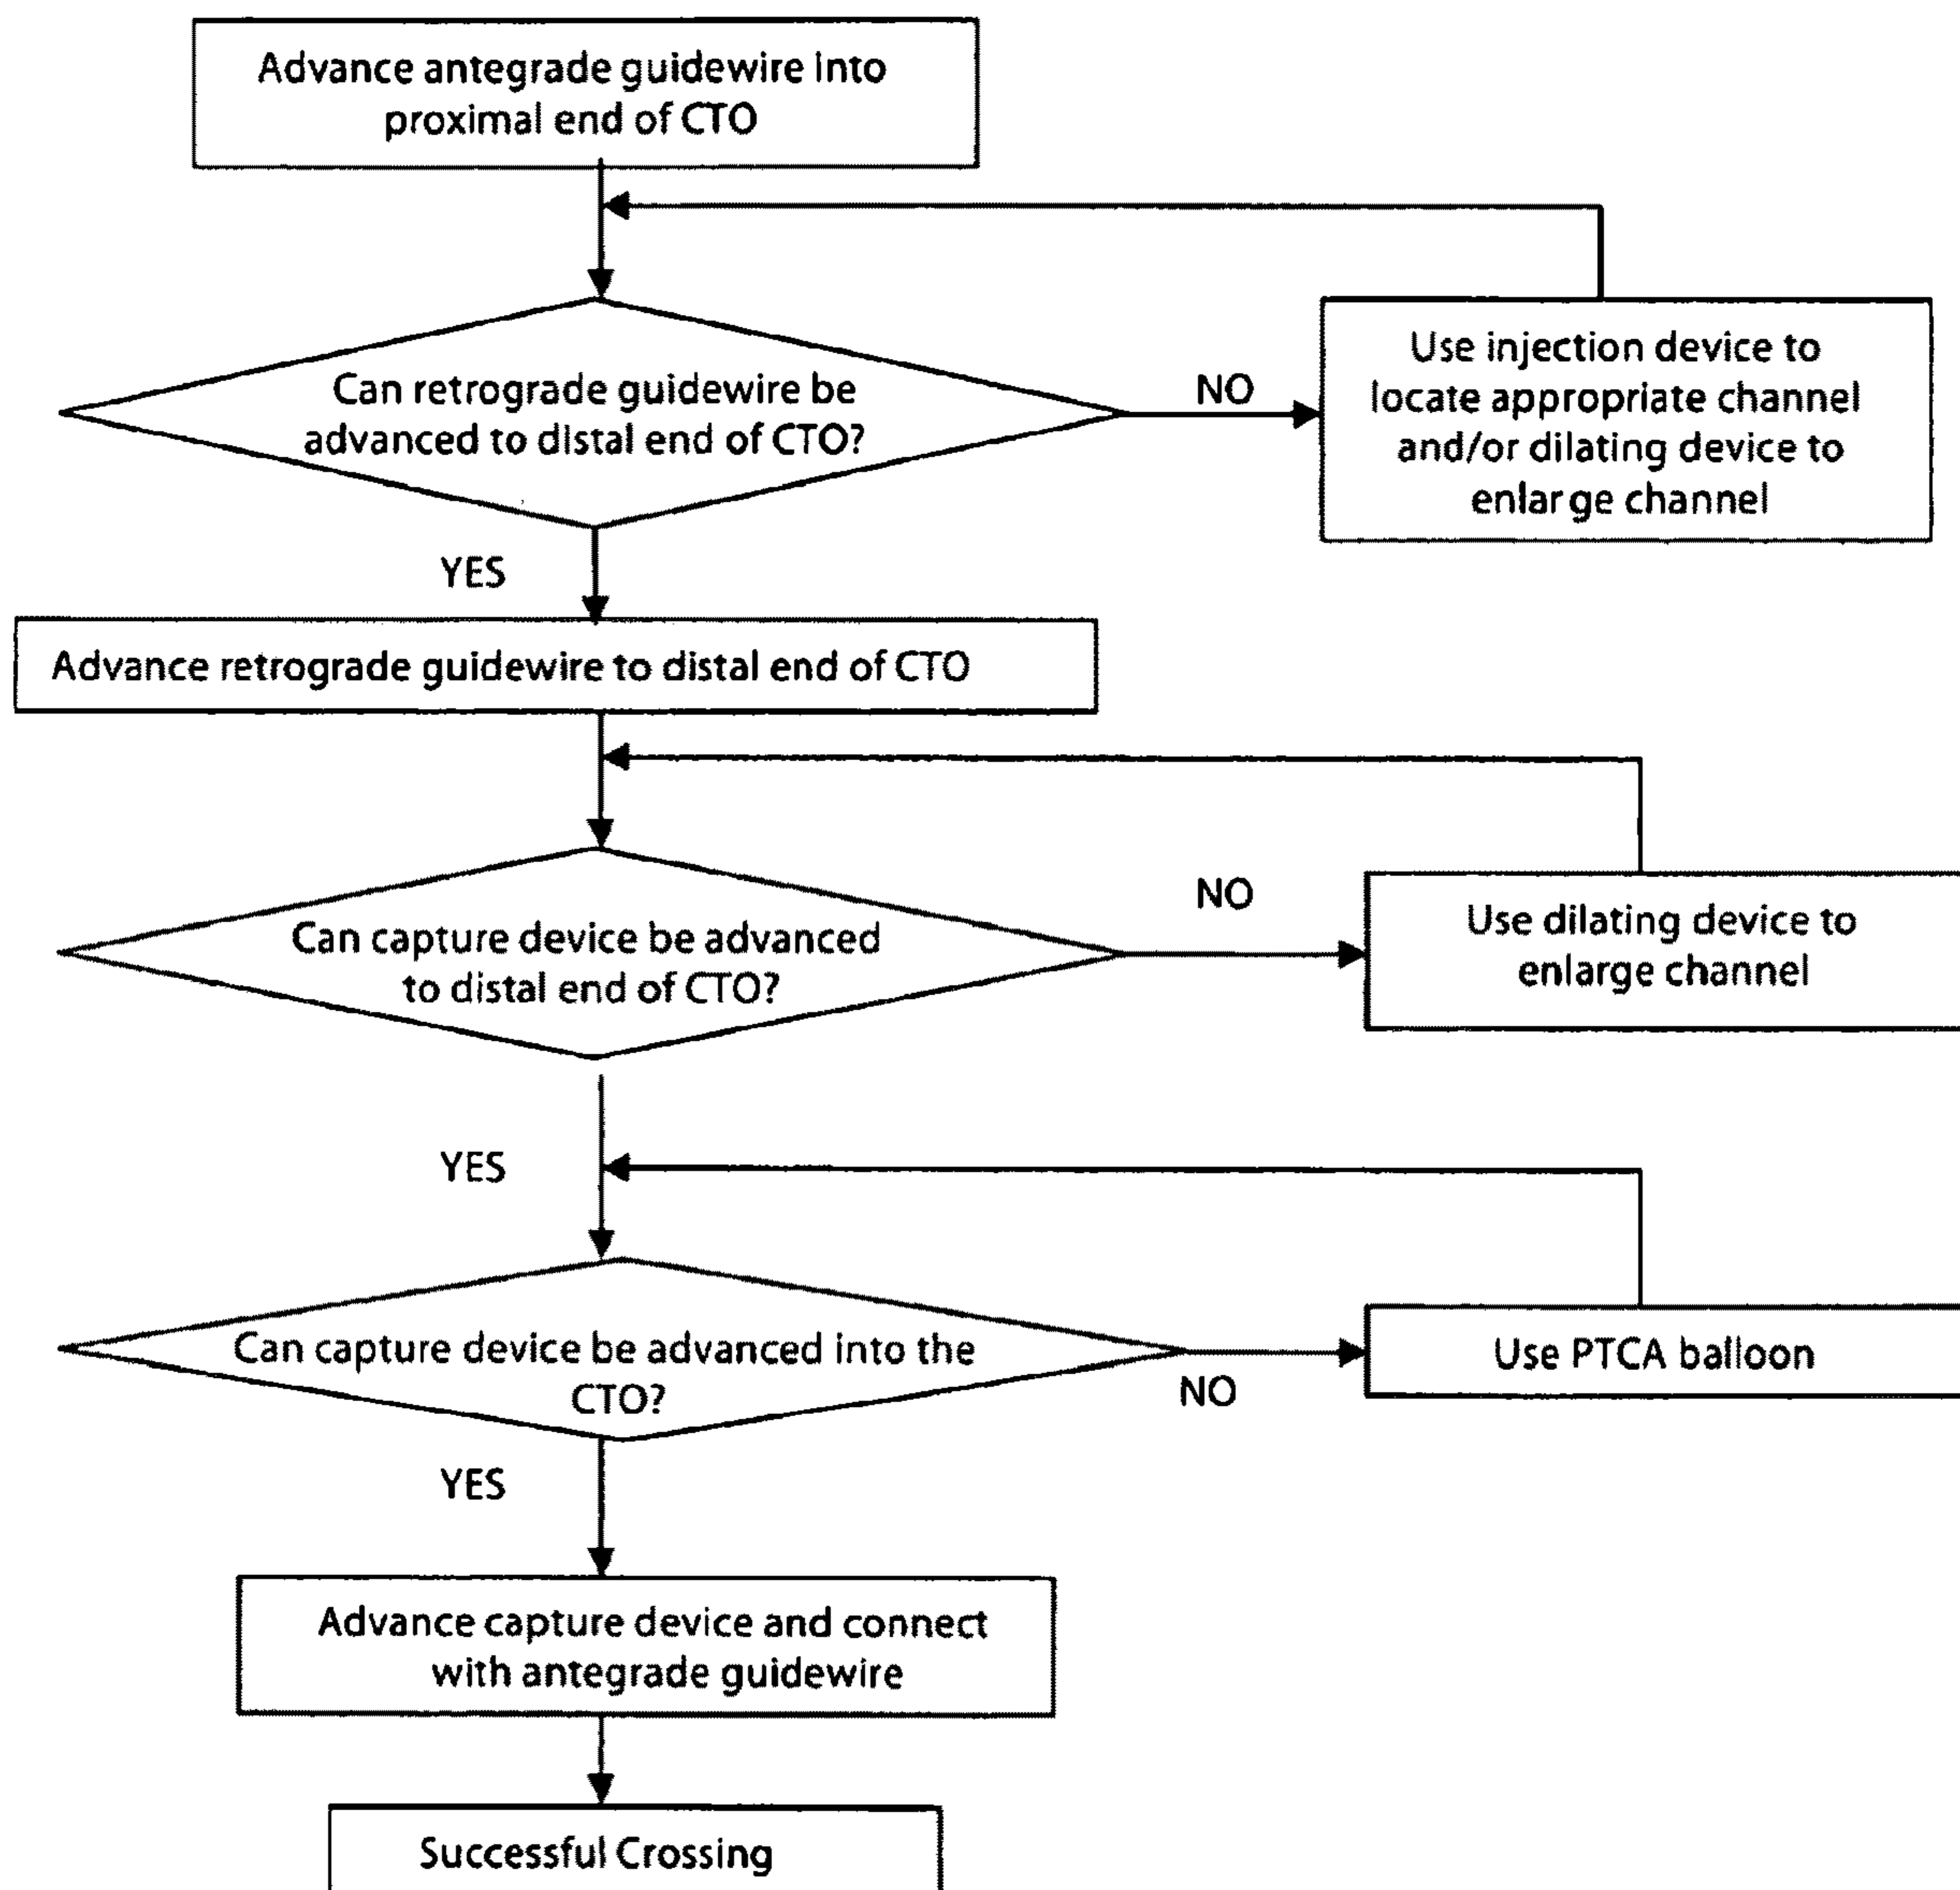 Advance antegrade guidewire into
proximal end of CTO
Can retrograde guidewire be
advanced to distal end of CTO?
NO
Use injection device to
locate appropriate channel
and/or dilating device to
enlarge channel
YES
Advance retrograde guidewire to distal end of CTO
Can capture device be advanced
to distal end of CTO?
NO
Use dilating device to
enlarge channel
YES
Can capture device be advanced into the
CTO?
NO
Use PTCA balloon
YES
Advance capture device and connect
with antegrade guidewire
Successful Crossing